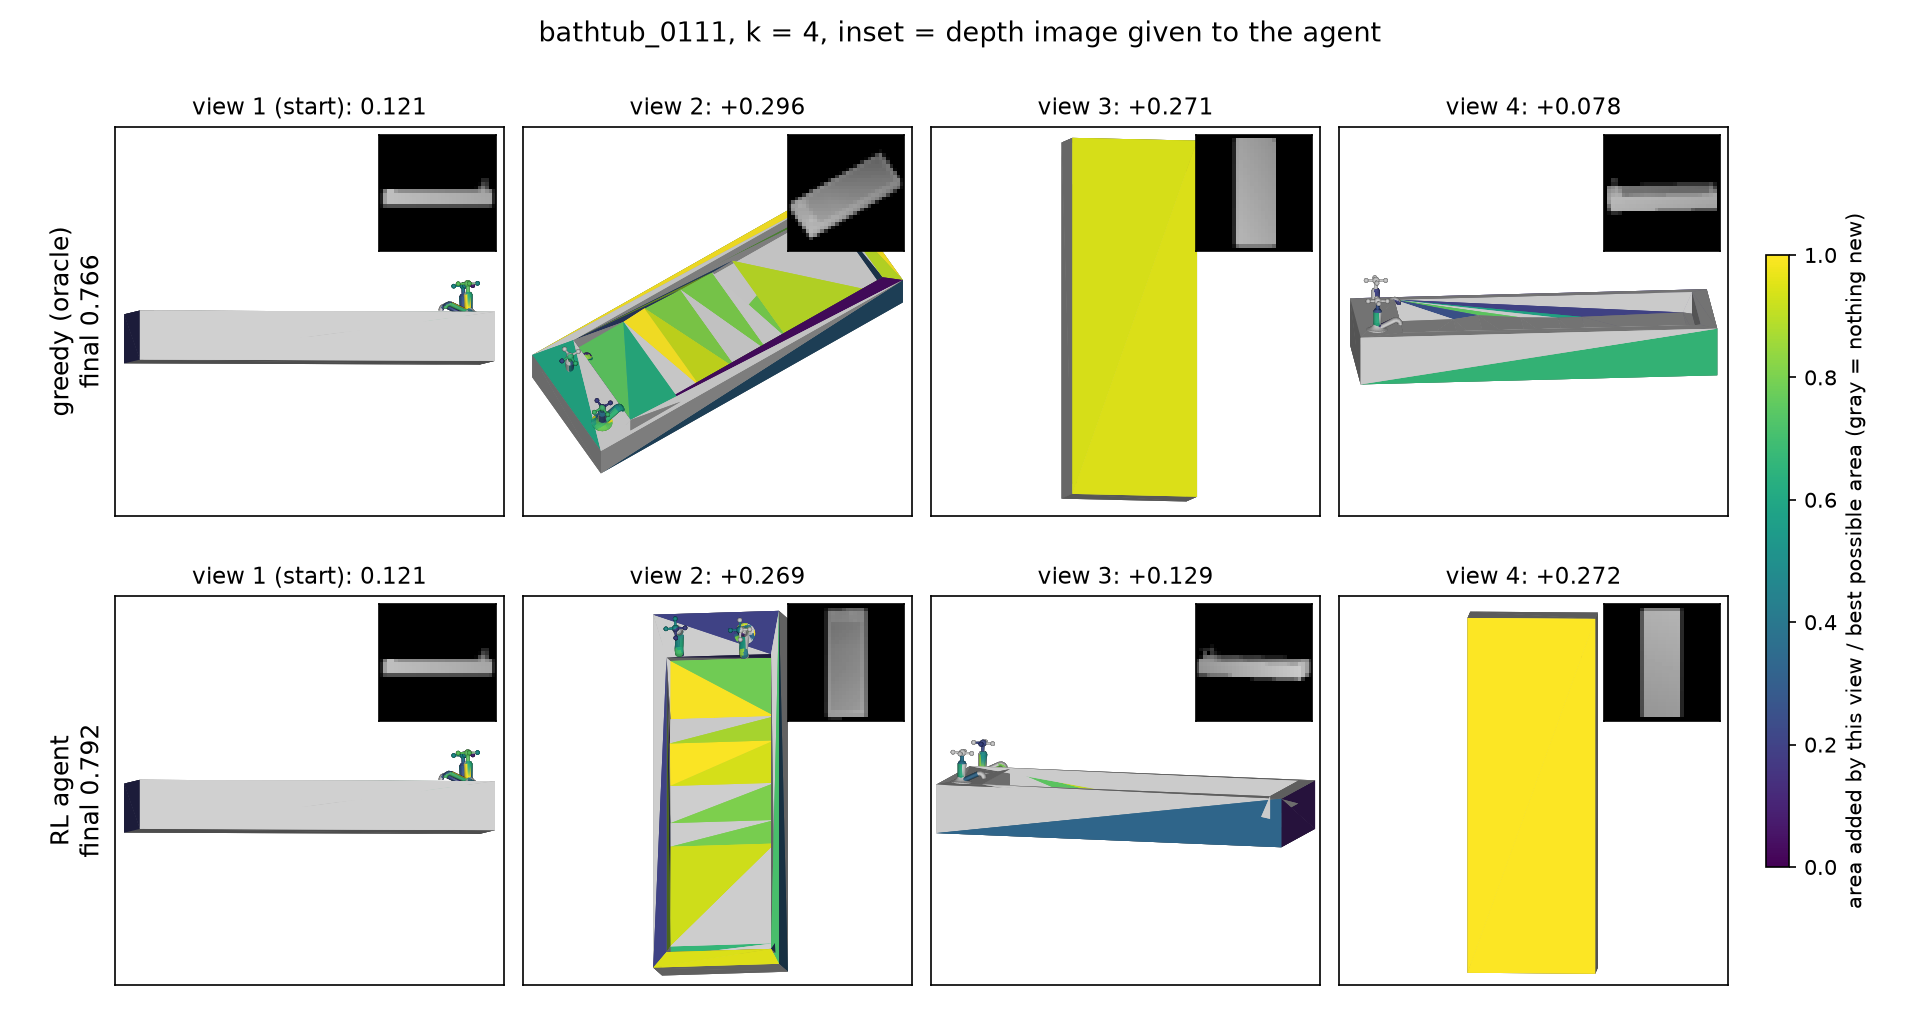 bathtub_0111, k = 4, inset = depth image given to the agent
greedy (oracle)
final 0.766
view 1 (start): 0.121
view 2: +0.296
view 3: +0.271
view 4: +0.078
RL agent
final 0.792
view 1 (start): 0.121
view 2: +0.269
view 3: +0.129
view 4: +0.272
1.0
0.8
0.6
0.4
0.2
0.0
area added by this view / best possible area (gray = nothing new)